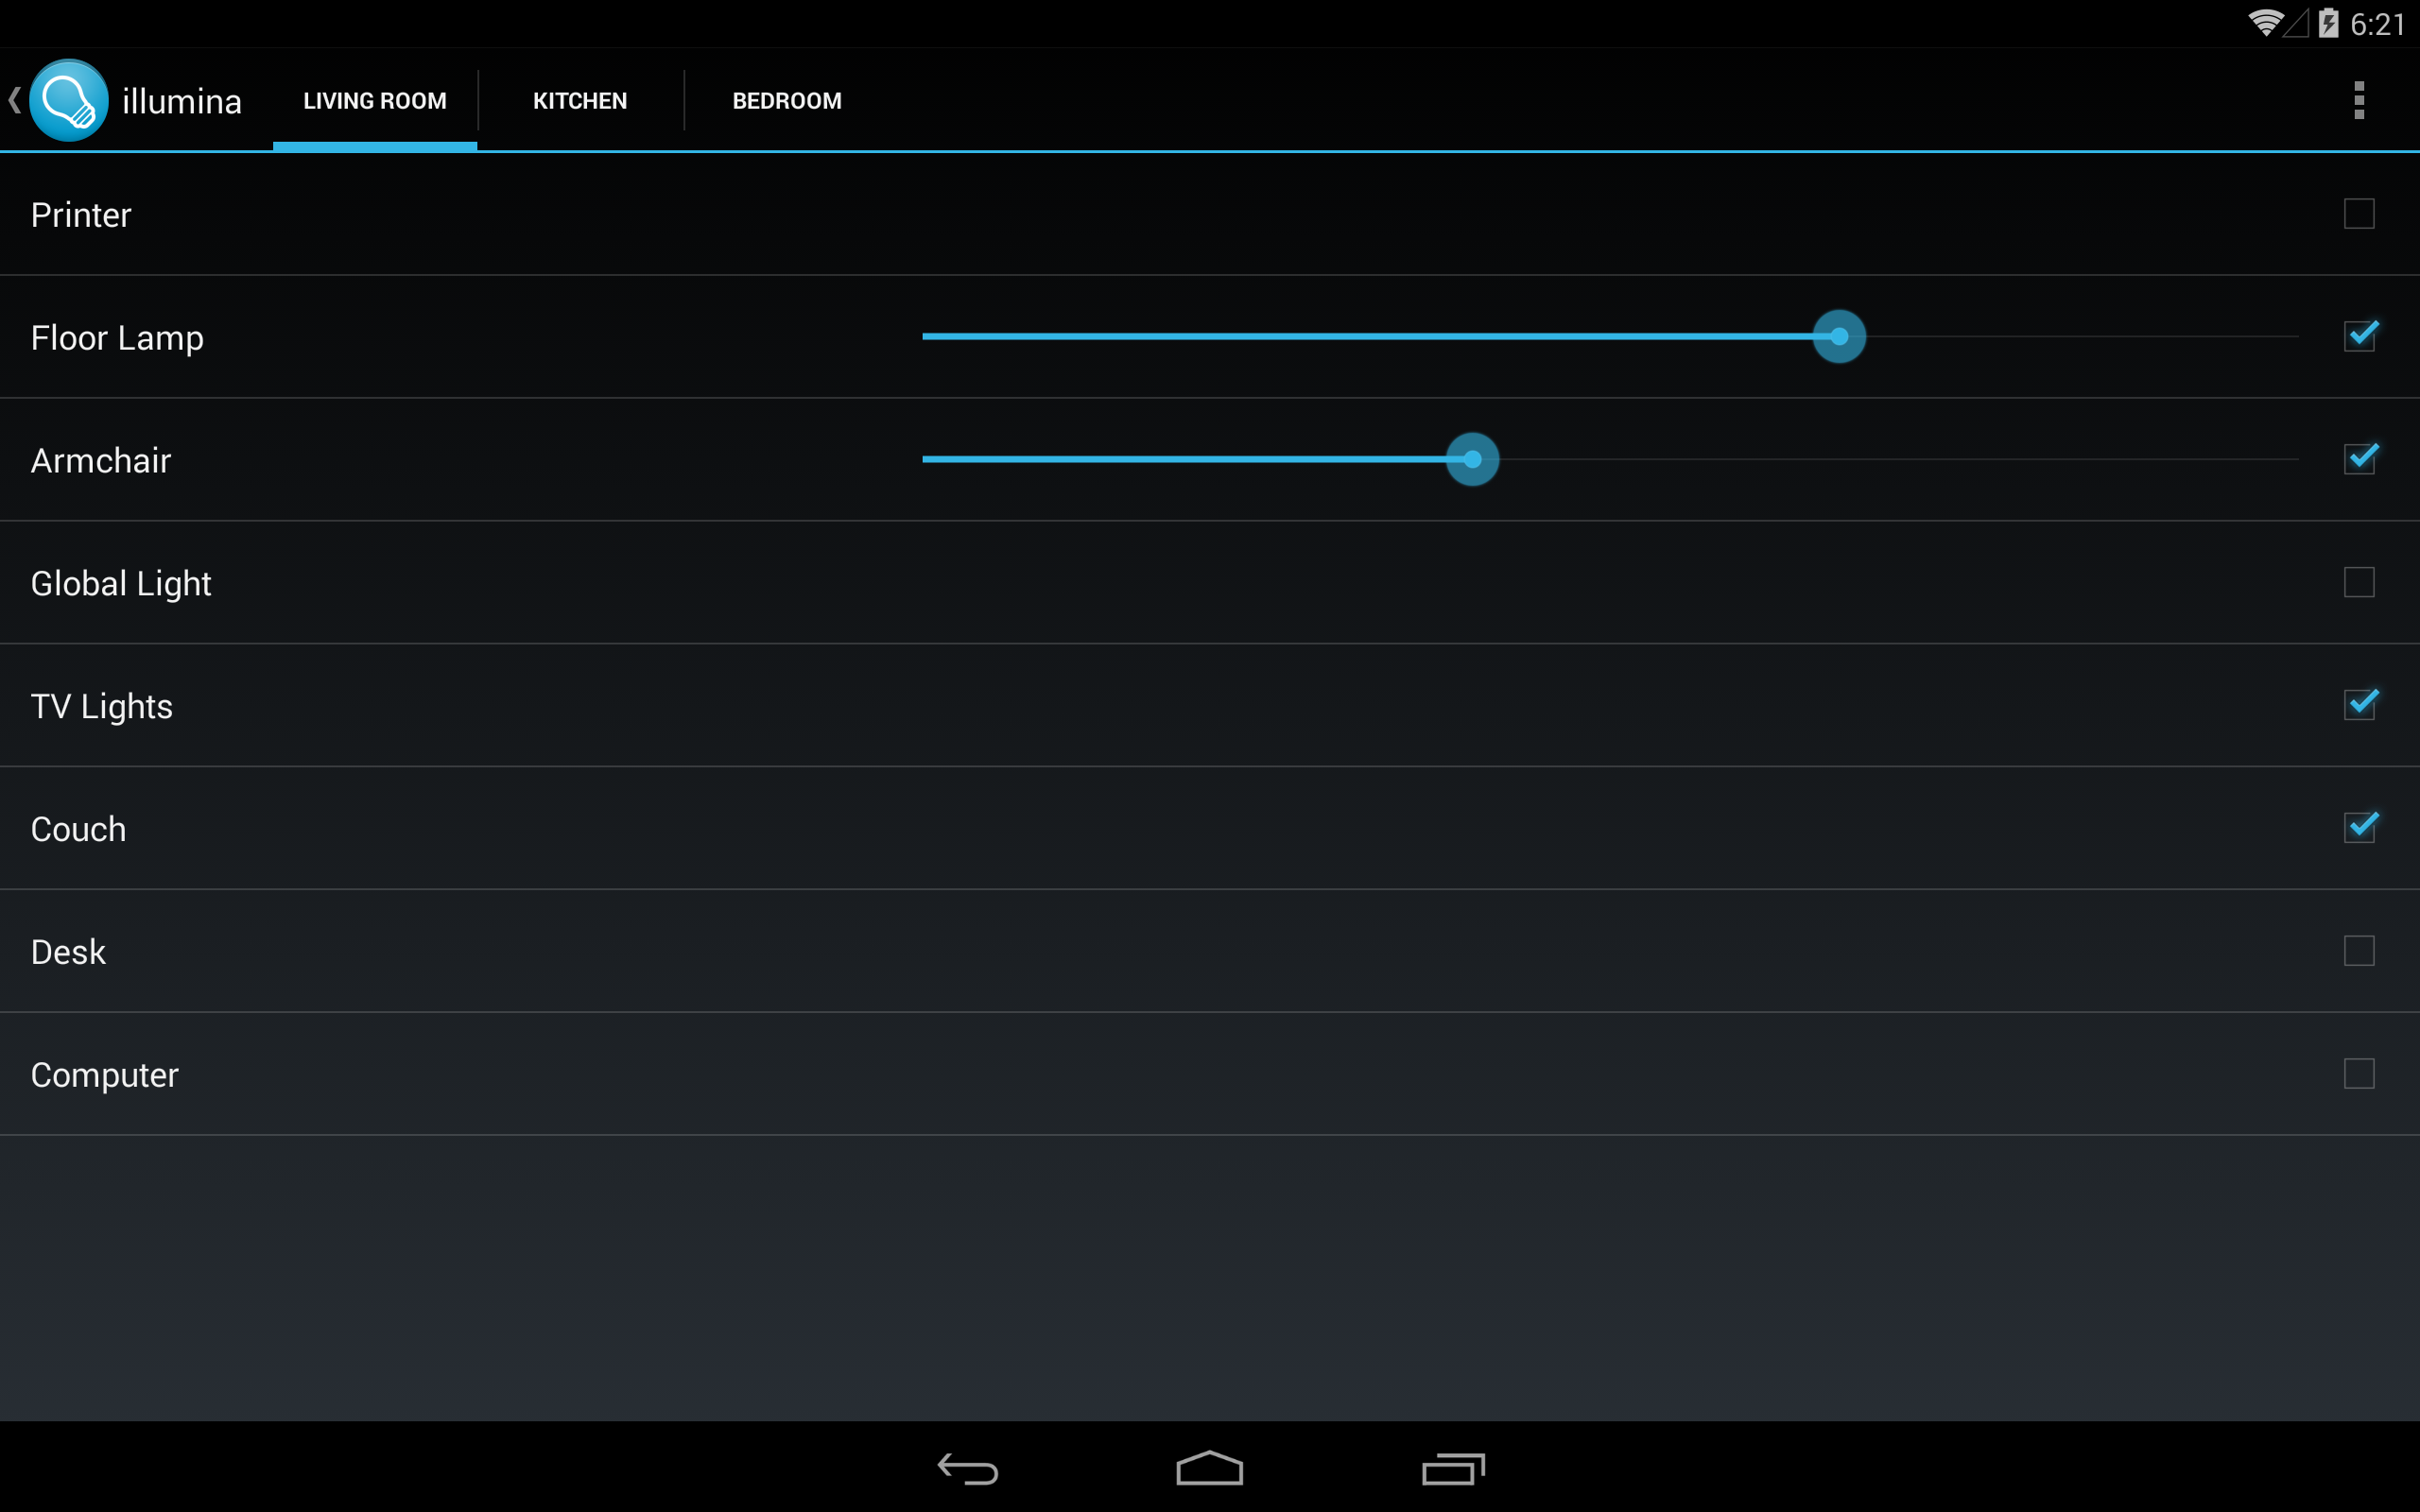 6:21
illumina LIVING ROOM KITCHEN BEDROOM
Printer
Floor Lamp
Armchair
Global Light
TV Lights
Couch
Desk
Computer